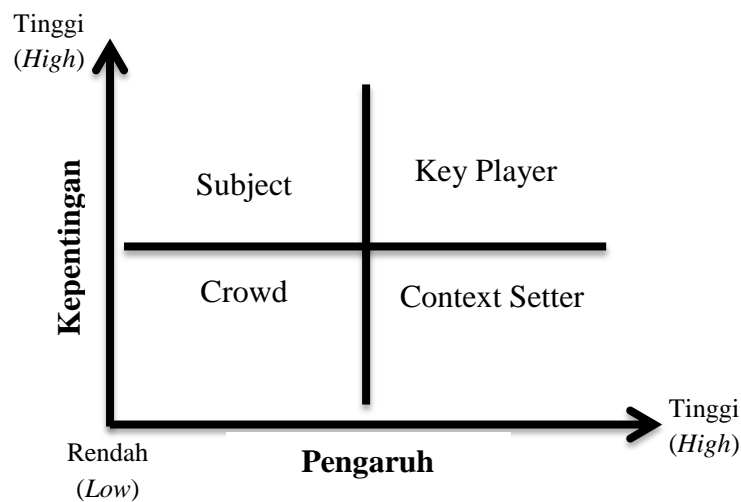 Tinggi
(High)
Kepentingan
Subject
Key Player
Crowd
Context Setter
Rendah
(Low)
Pengaruh
Tinggi
(High)